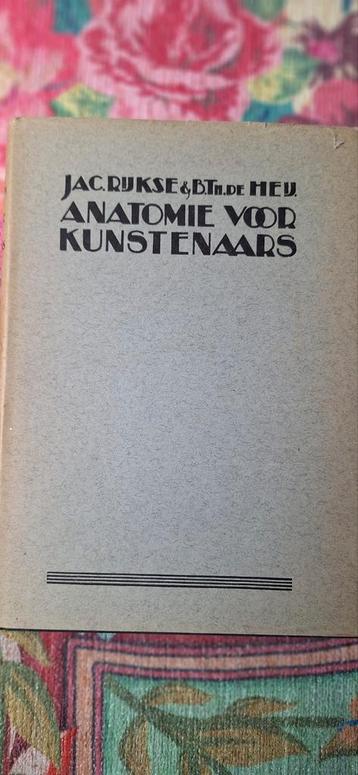 JAC. RIJKSE & B.TH. DE HEIJ.
ANATOMIE VOOR
KUNSTENAARS